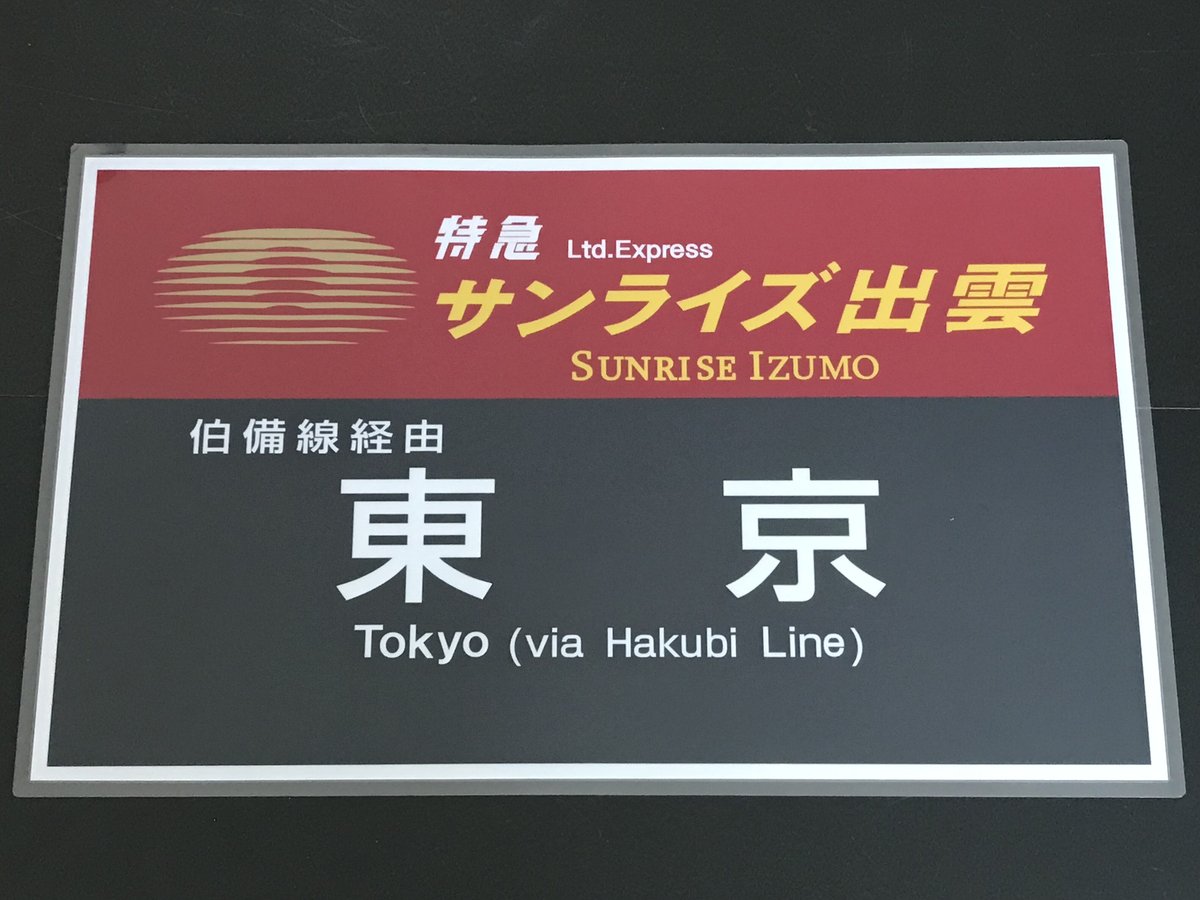 特急 Ltd.Express
サンライズ出雲
SUNRISE IZUMO
伯備線経由
東京
Tokyo (via Hakubi Line)